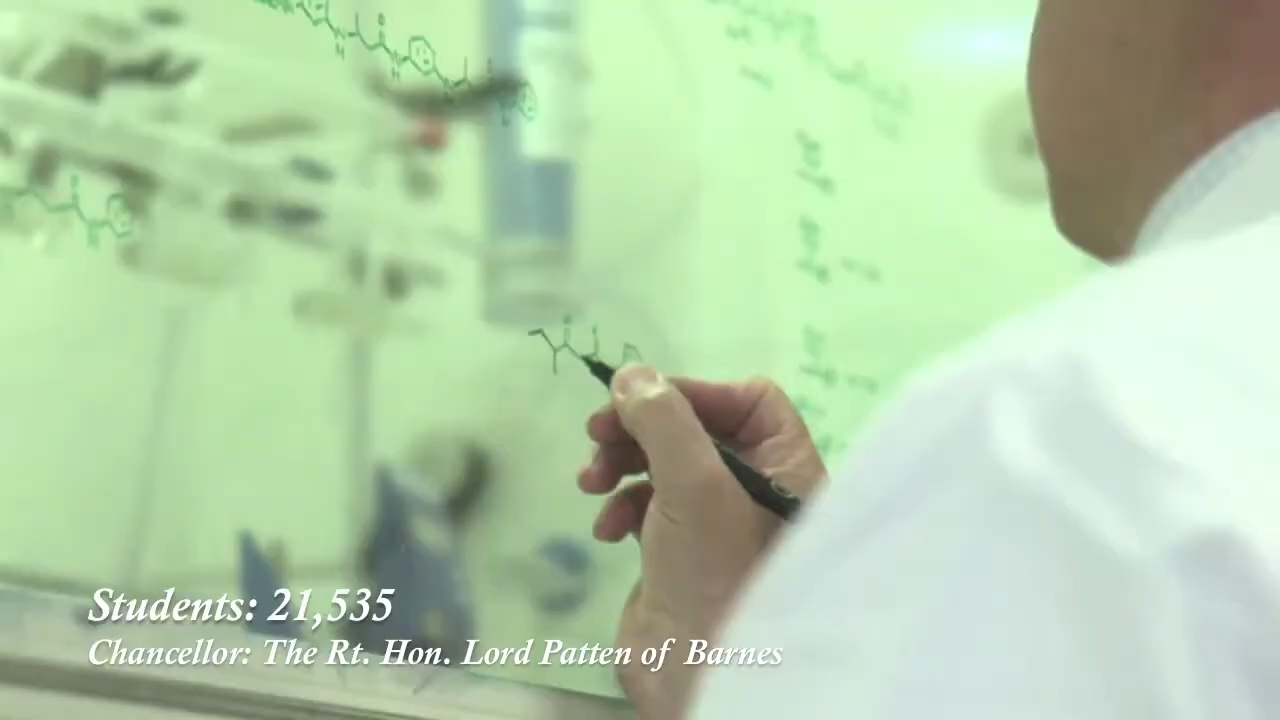 Students: 21,535
Chancellor: The Rt. Hon. Lord Patten of Barnes